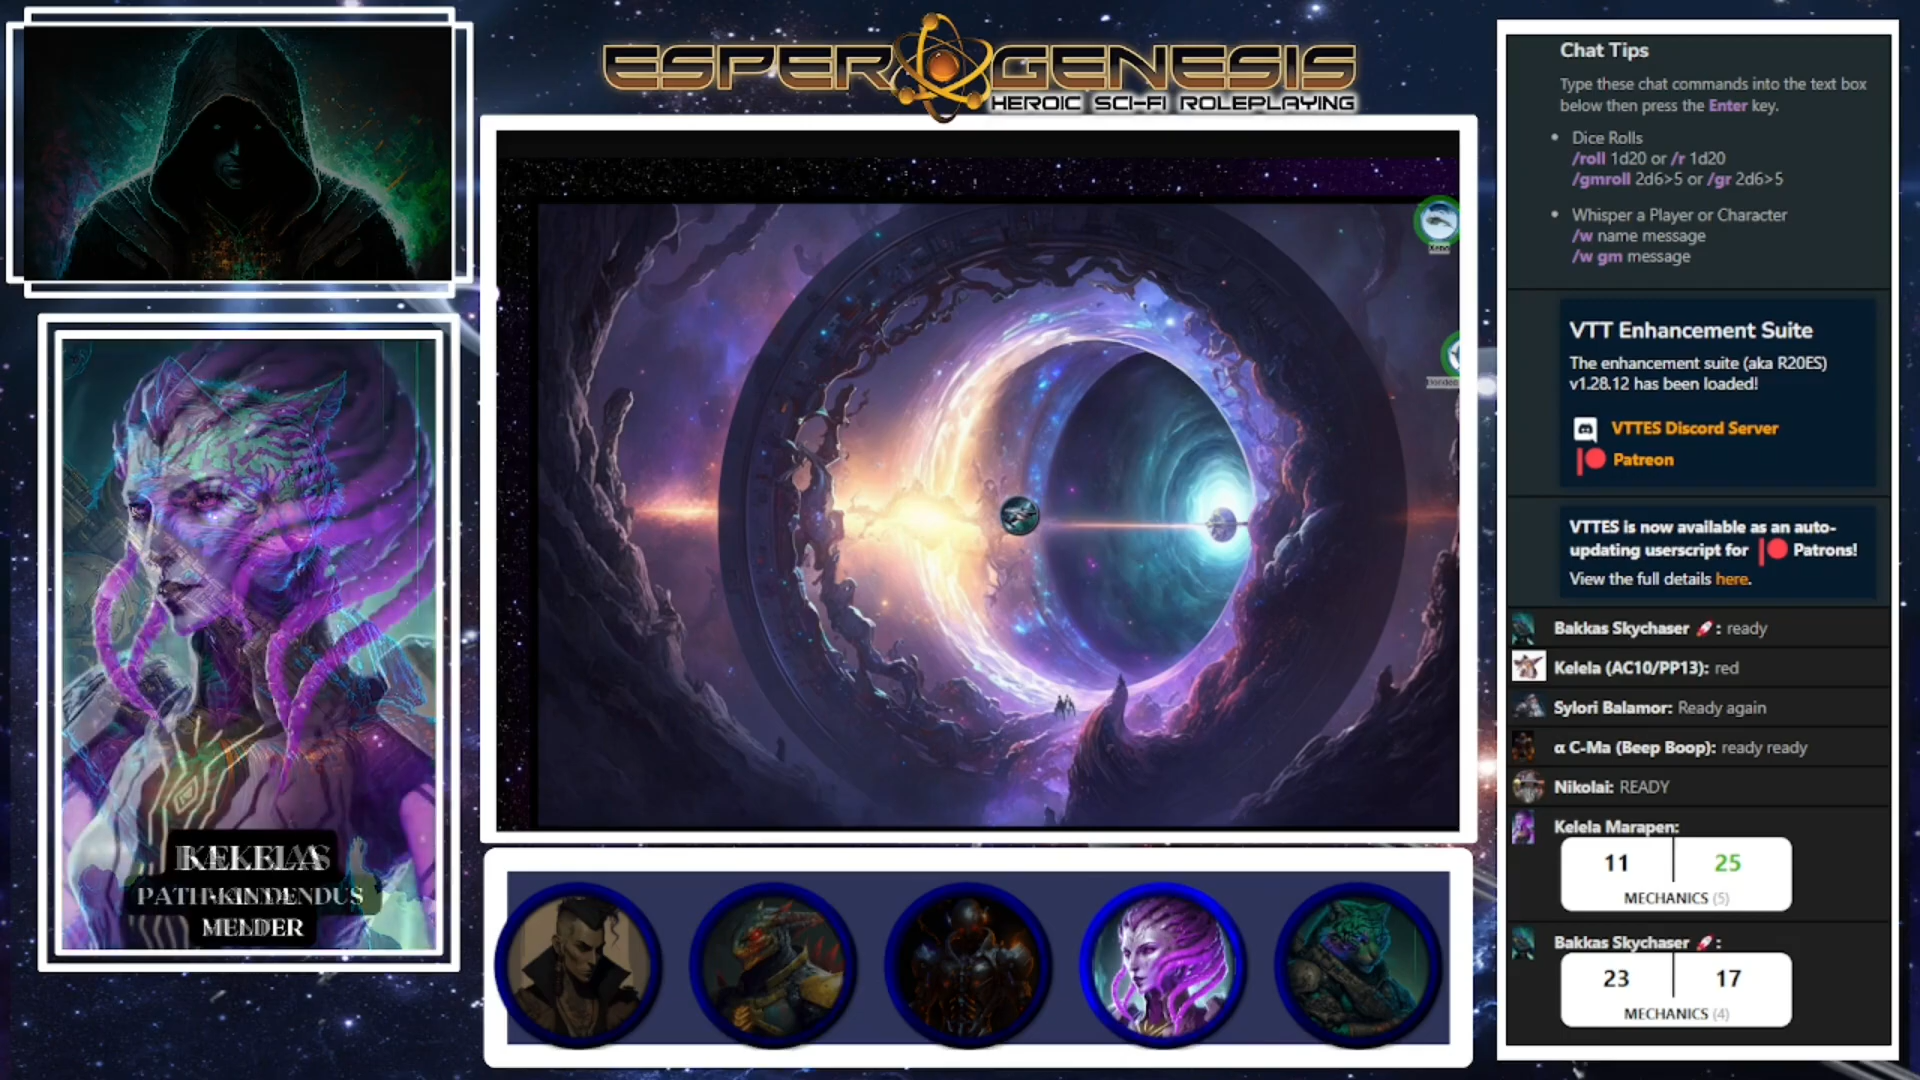 ESPER GENESIS
HEROIC SCI-FI ROLEPLAYING
MENDER
Chat Tips
Type these chat commands into the text box
below then press the Enter key.
Dice Rolls
/roll 1d20 or /r 1d20
/gmroll 2d6>5 or /gr 2d6>5
Whisper a Player or Character
/w name message
/w gm message
VTT Enhancement Suite
The enhancement suite (aka R20ES)
v1.28.12 has been loaded!
VTTES Discord Server
Patreon
VTTES is now available as an auto-
updating userscript for Patrons!
View the full details here.
Bakkas Skychaser 🚀: ready
Kelela (AC10/PP13): red
Sylori Balamor: Ready again
α C-Ma (Beep Boop): ready ready
Nikolai: READY
Kelela Marapen:
11 25
MECHANICS (5)
Bakkas Skychaser 🚀:
23 17
MECHANICS (4)